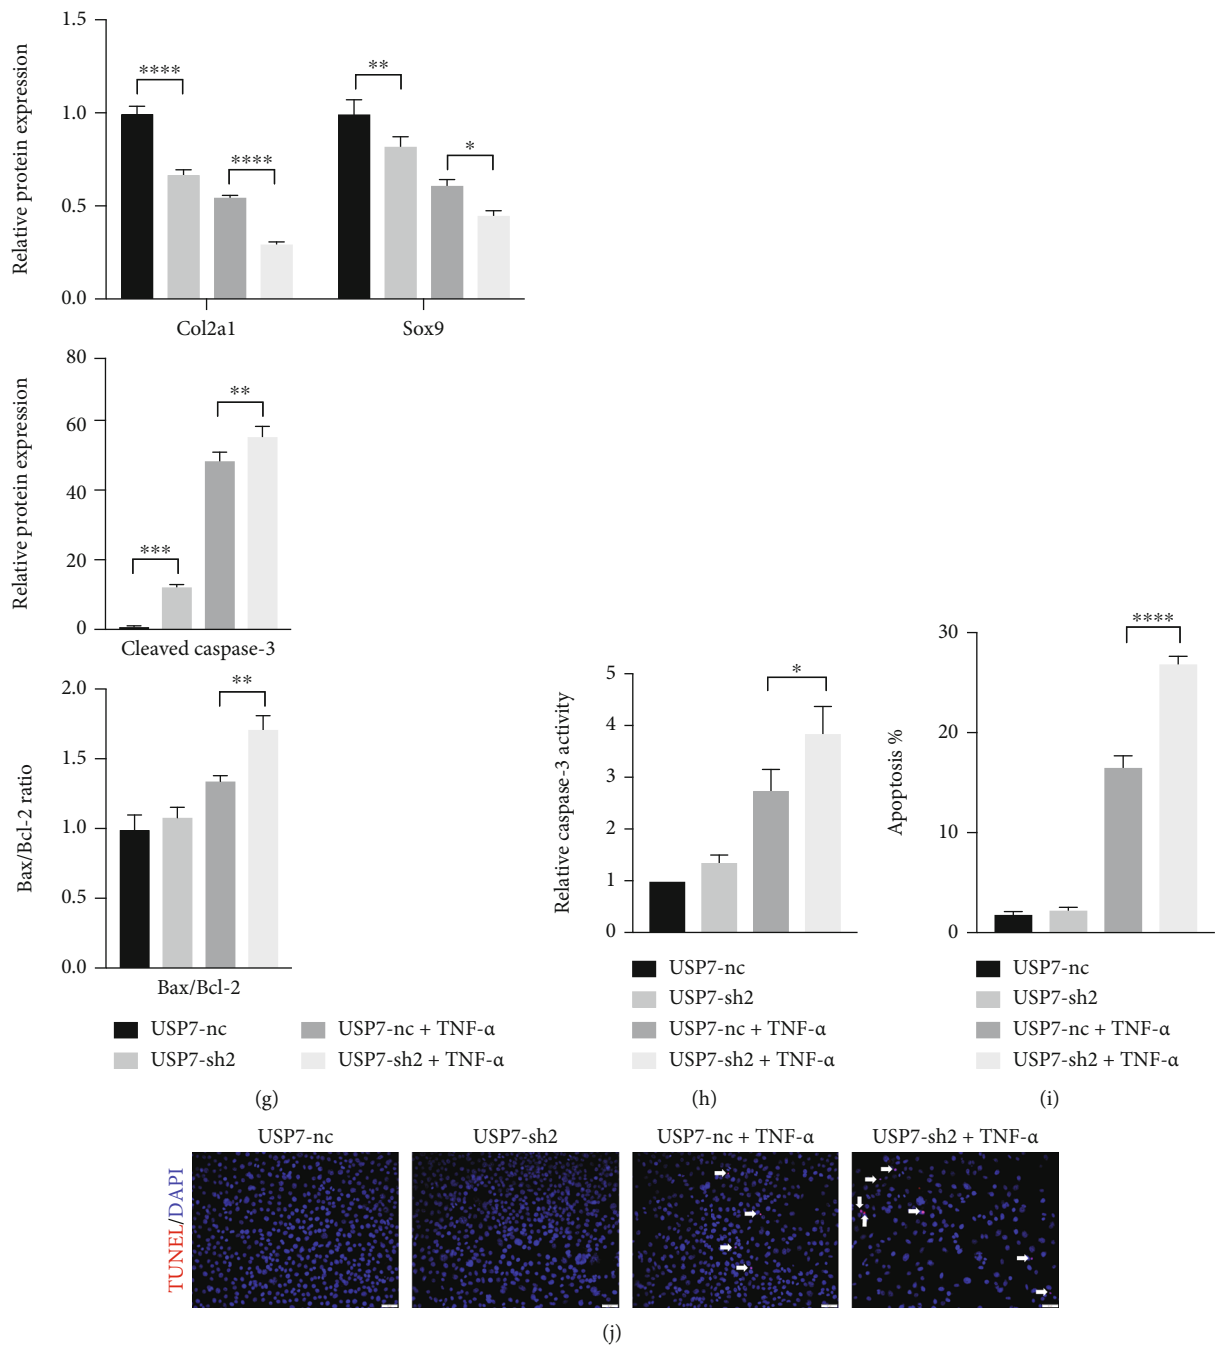 Relative protein expression
1.5
1.0
0.5
0.0
****
****
**
*
Col2a1
Sox9
Relative protein expression
80
60
40
20
0
***
**
Cleaved caspase-3
Bax/Bcl-2 ratio
2.0
1.5
1.0
0.5
0.0
**
Bax/Bcl-2
USP7-nc
USP7-nc + TNF-α
USP7-sh2
USP7-sh2 + TNF-α
(g)
Relative caspase-3 activity
5
4
3
2
1
0
*
USP7-nc
USP7-sh2
USP7-nc + TNF-α
USP7-sh2 + TNF-α
(h)
Apoptosis %
30
20
10
0
****
USP7-nc
USP7-sh2
USP7-nc + TNF-α
USP7-sh2 + TNF-α
(i)
USP7-nc
USP7-sh2
USP7-nc + TNF-α
USP7-sh2 + TNF-α
TUNEL/DAPI
(j)